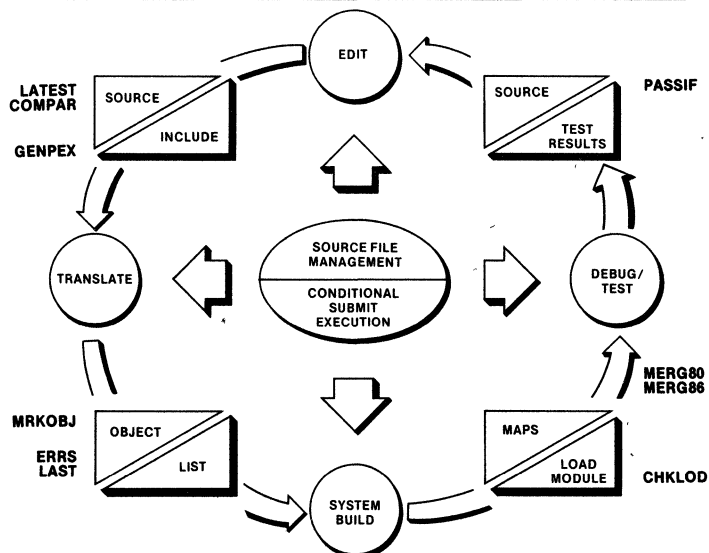 EDIT
LATEST
COMPAR
SOURCE
INCLUDE
GENPEX
SOURCE
TEST
RESULTS
PASSIF
TRANSLATE
SOURCE FILE
MANAGEMENT
CONDITIONAL
SUBMIT
EXECUTION
DEBUG/
TEST
MRKOBJ
ERRS
LAST
OBJECT
LIST
SYSTEM
BUILD
MAPS
LOAD
MODULE
MERG80
MERG86
CHKLOD